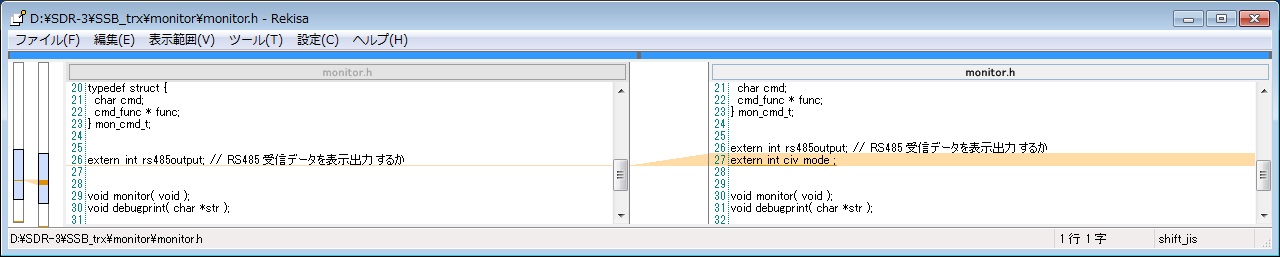 D:¥SDR-3¥SSB_trx¥monitor¥monitor.h - Rekisa
ファイル(F) 編集(E) 表示範囲(V) ツール(T) 設定(C) ヘルプ(H)
monitor.h
20 typedef struct {
21 char cmd;
22 cmd_func * func;
23 } mon_cmd_t;
24
25
26 extern int rs485output; // RS485 受信データを表示出力 するか
27
28
29 void monitor( void );
30 void debugprint( char *str );
31
monitor.h
21 char cmd;
22 cmd_func * func;
23 } mon_cmd_t;
24
25
26 extern int rs485output; // RS485 受信データを表示出力 するか
27 extern int civ mode ;
28
29
30 void monitor( void );
31 void debugprint( char *str );
32
D:¥SDR-3¥SSB_trx¥monitor¥monitor.h 1 行 1 字 shift_jis